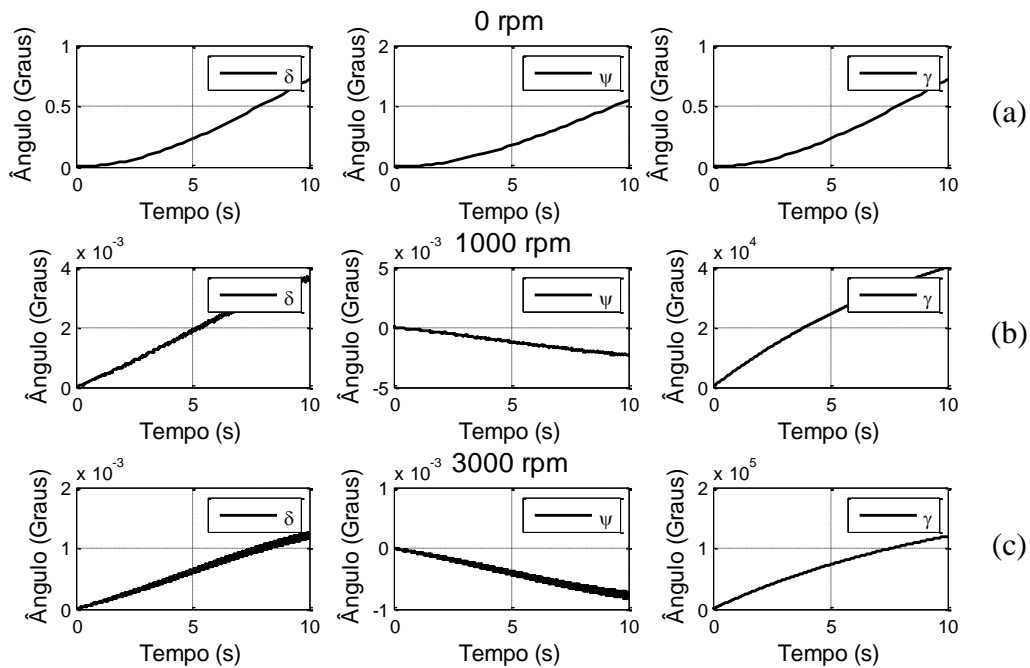 0 rpm
Ângulo (Graus)
1
0.5
0
0
5
10
Tempo (s)
δ
Ângulo (Graus)
2
1
0
0
5
10
Tempo (s)
ψ
Ângulo (Graus)
1
0.5
0
0
5
10
Tempo (s)
γ
(a)
1000 rpm
x 10^-3
Ângulo (Graus)
4
2
0
0
5
10
Tempo (s)
δ
x 10^-3
Ângulo (Graus)
5
0
-5
0
5
10
Tempo (s)
ψ
x 10^4
Ângulo (Graus)
4
2
0
0
5
10
Tempo (s)
γ
(b)
3000 rpm
x 10^-3
Ângulo (Graus)
2
1
0
0
5
10
Tempo (s)
δ
x 10^-3
Ângulo (Graus)
1
0
-1
0
5
10
Tempo (s)
ψ
x 10^5
Ângulo (Graus)
2
1
0
0
5
10
Tempo (s)
γ
(c)